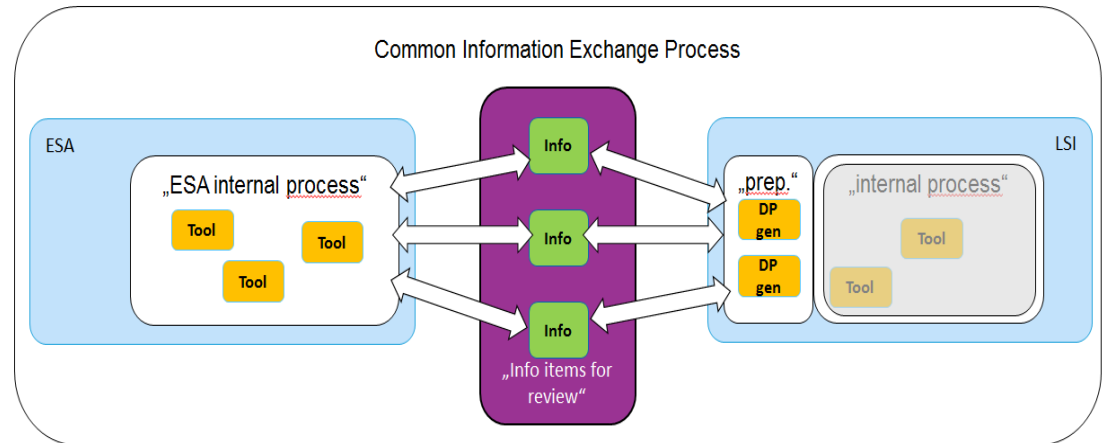 Common Information Exchange Process
ESA
„ESA internal process“
Tool
Tool
Tool
Info
Info
Info
„Info items for
review“
LSI
„prep.“
DP
gen
DP
gen
„internal process“
Tool
Tool